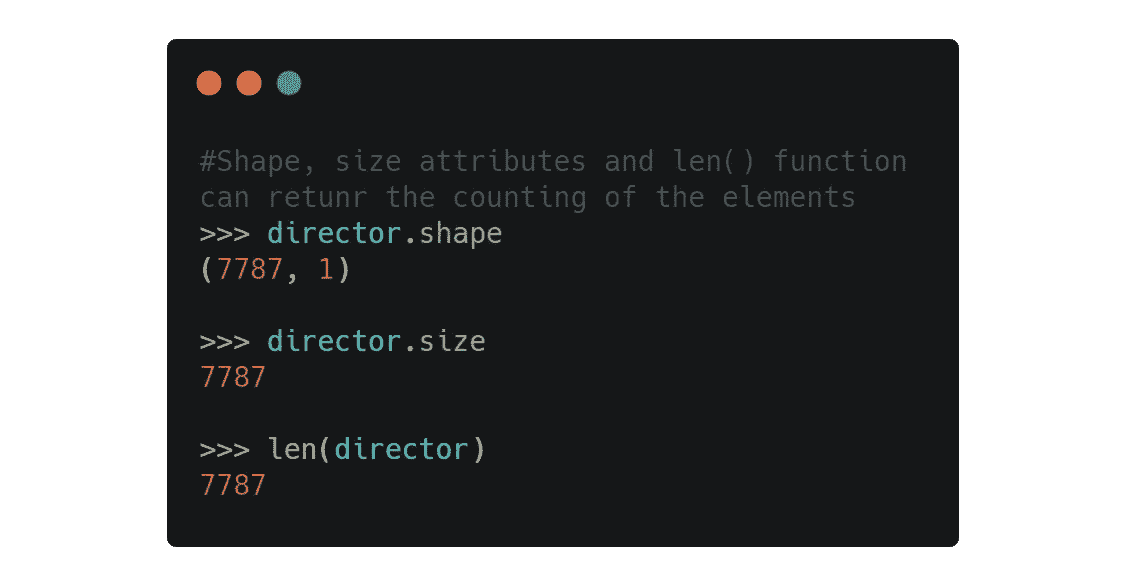 #Shape, size attributes and len() function
can retunr the counting of the elements
>>> director.shape
(7787, 1)
>>> director.size
7787
>>> len(director)
7787